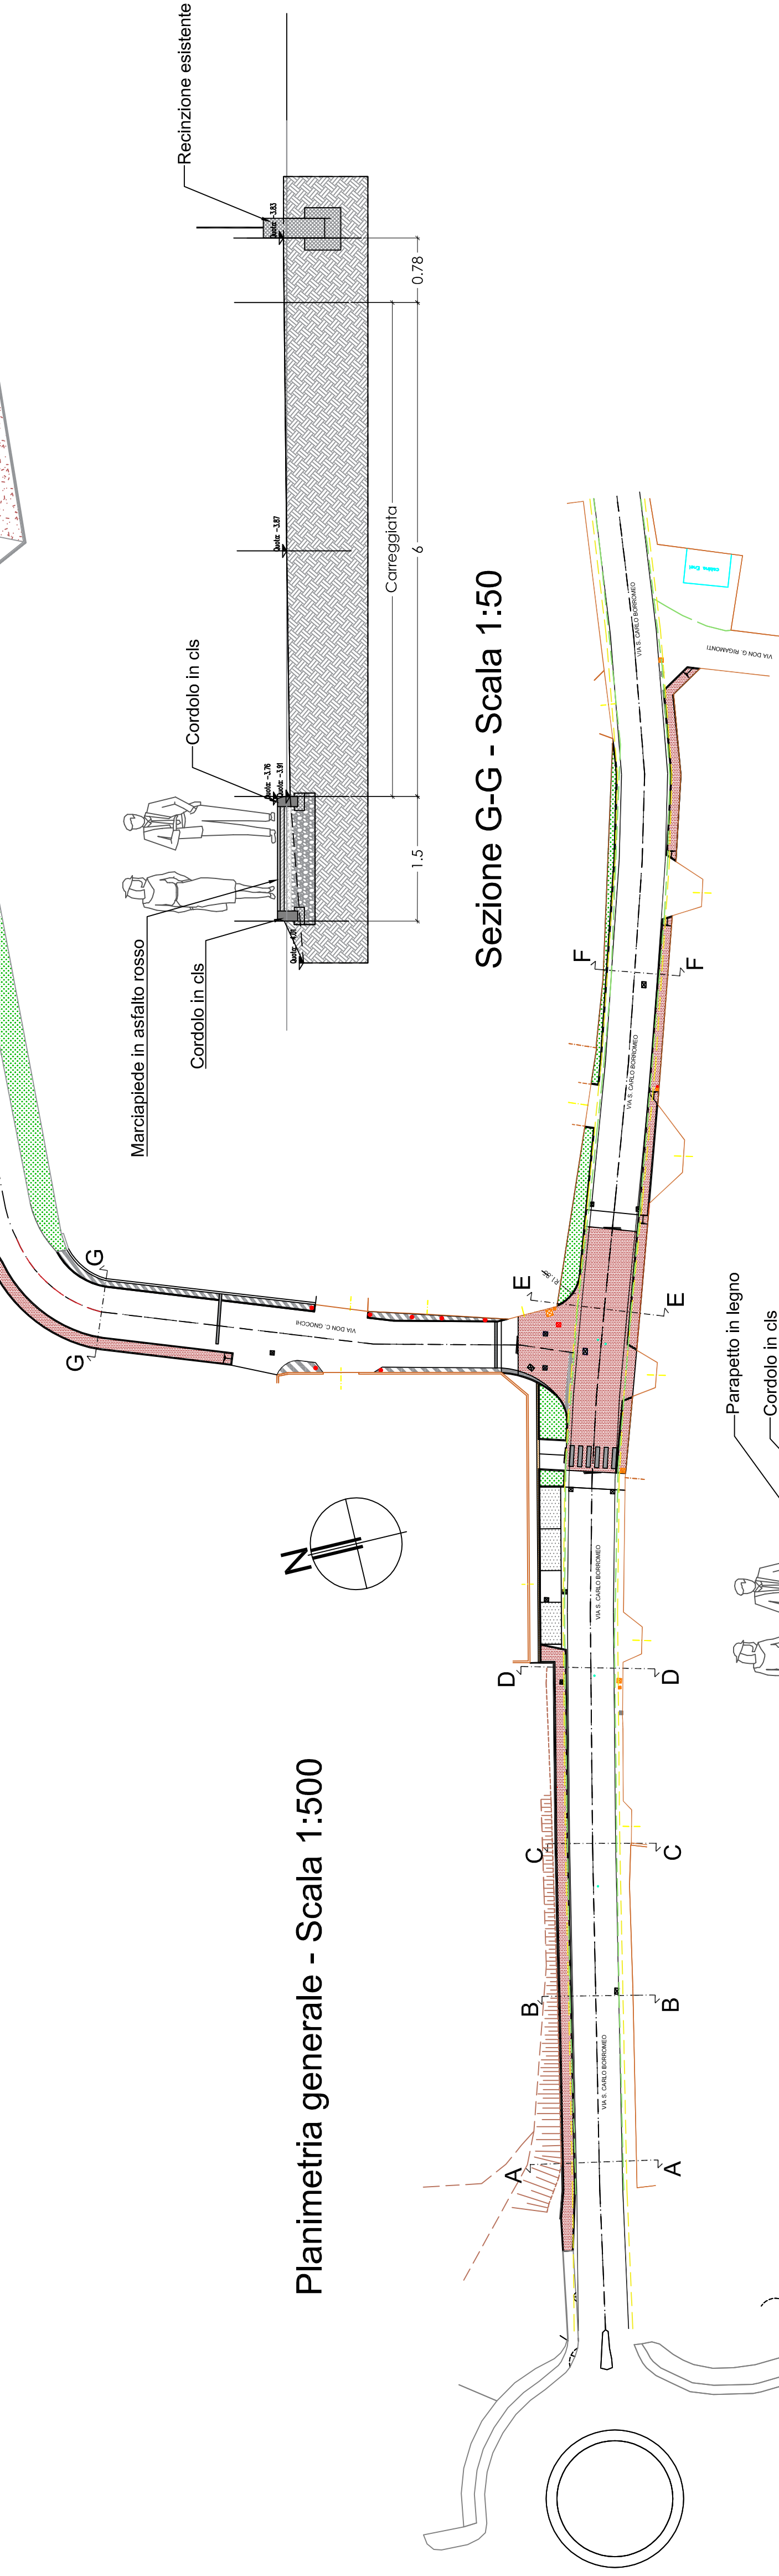 Recinzione esistente
Quota: -3.83
0.78
Quota: -3.87
Carreggiata
6
Cordolo in cls
Quota: -3.76
Quota: -3.91
1.5
Marciapiede in asfalto rosso
Cordolo in cls
Sezione G-G - Scala 1:50
VIA S. CARLO BORROMEO
VIA DON G. RIGAMONTI
F
F
VIA S. CARLO BORROMEO
G
G
VIA DON C. GNOCCHI
E
E
N
VIA S. CARLO BORROMEO
Parapetto in legno
Cordolo in cls
D
D
Planimetria generale - Scala 1:500
C
C
B
B
VIA S. CARLO BORROMEO
A
A